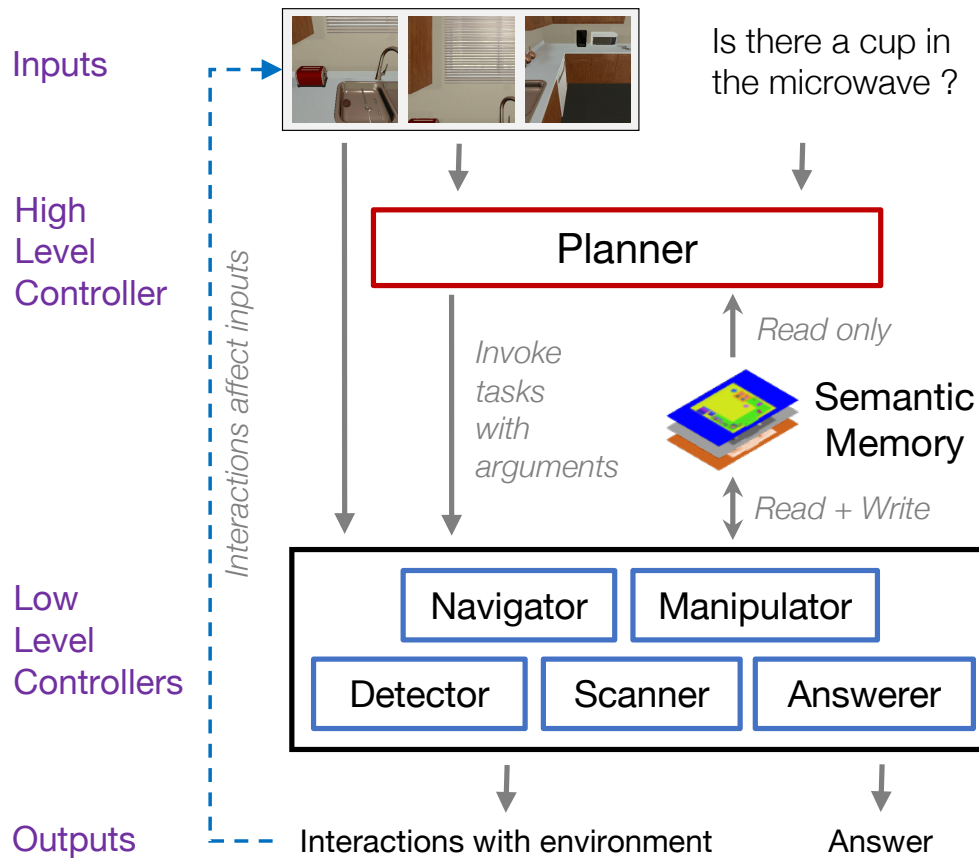 Inputs
Is there a cup in
the microwave ?
High
Level
Controller
Planner
Interactions affect inputs
Invoke
tasks
with
arguments
Read only
Semantic
Memory
Read + Write
Low
Level
Controllers
Navigator
Manipulator
Detector
Scanner
Answerer
Outputs
Interactions with environment
Answer